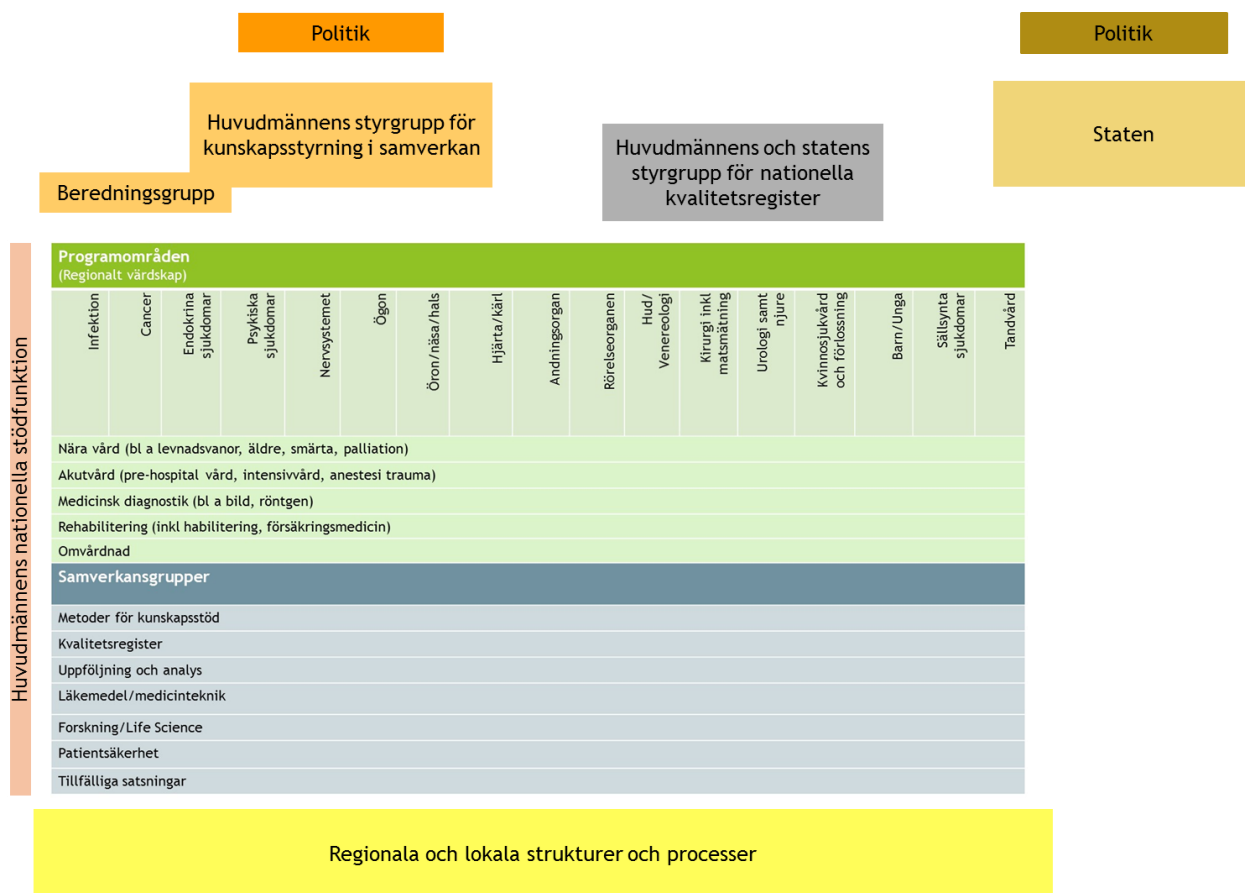 Politik
Politik
Huvudmännens styrgrupp för
kunskapsstyrning i samverkan
Staten
Huvudmännens och statens
styrgrupp för nationella
kvalitetsregister
Beredningsgrupp
Huvudmännens nationella stödfunktion
Programområden
(Regionalt värdskap)
Infektion
Cancer
Endokrina
sjukdomar
Psykiska
sjukdomar
Nervsystemet
Ögon
Öron/näsa/hals
Hjärta/kärl
Andningsorgan
Rörelseorganen
Hud/
Venereologi
Kirurgi inkl
matsmätning
Urologi samt
njure
Kvinnosjukvård
och förlossning
Barn/Unga
Sällsynta
sjukdomar
Tandvård
Nära vård (bl a levnadsvanor, äldre, smärta, palliation)
Akutvård (pre-hospital vård, intensivvård, anestesi trauma)
Medicinsk diagnostik (bl a bild, röntgen)
Rehabilitering (inkl habilitering, försäkringsmedicin)
Omvårdnad
Samverkansgrupper
Metoder för kunskapsstöd
Kvalitetsregister
Uppföljning och analys
Läkemedel/medicinteknik
Forskning/Life Science
Patientsäkerhet
Tillfälliga satsningar
Regionala och lokala strukturer och processer